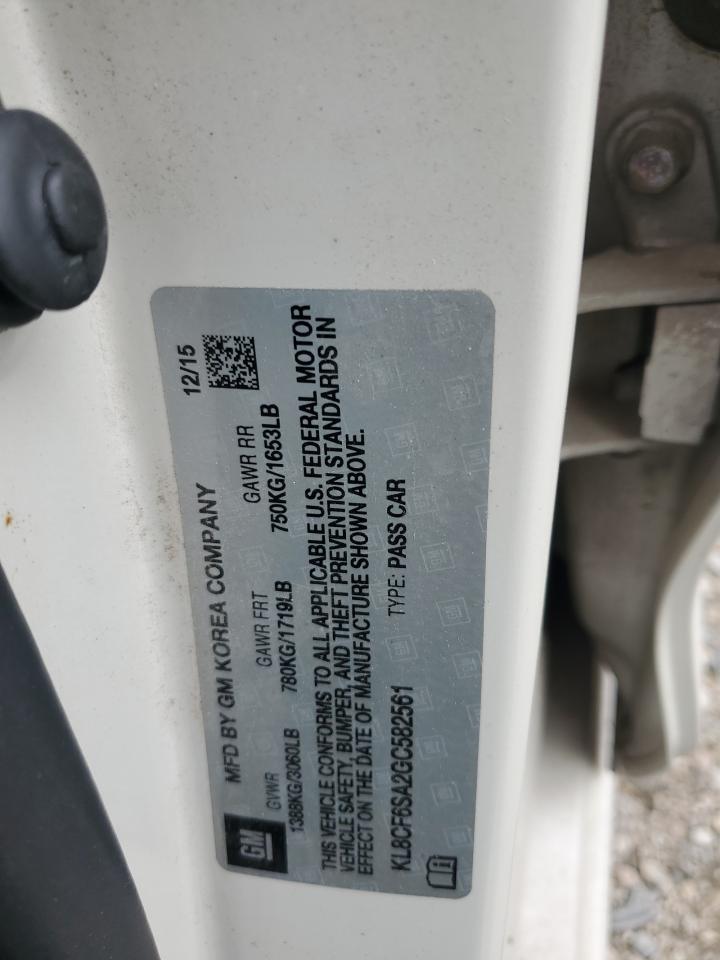 MFD BY GM KOREA COMPANY 12/15
GVWR GAWR FRT GAWR RR
1388KG/3060LB 780KG/1719LB 750KG/1653LB
GM
THIS VEHICLE CONFORMS TO ALL APPLICABLE U.S. FEDERAL MOTOR
VEHICLE SAFETY, BUMPER, AND THEFT PREVENTION STANDARDS IN
EFFECT ON THE DATE OF MANUFACTURE SHOWN ABOVE.
KL8CF6SA2GC582561 TYPE: PASS CAR